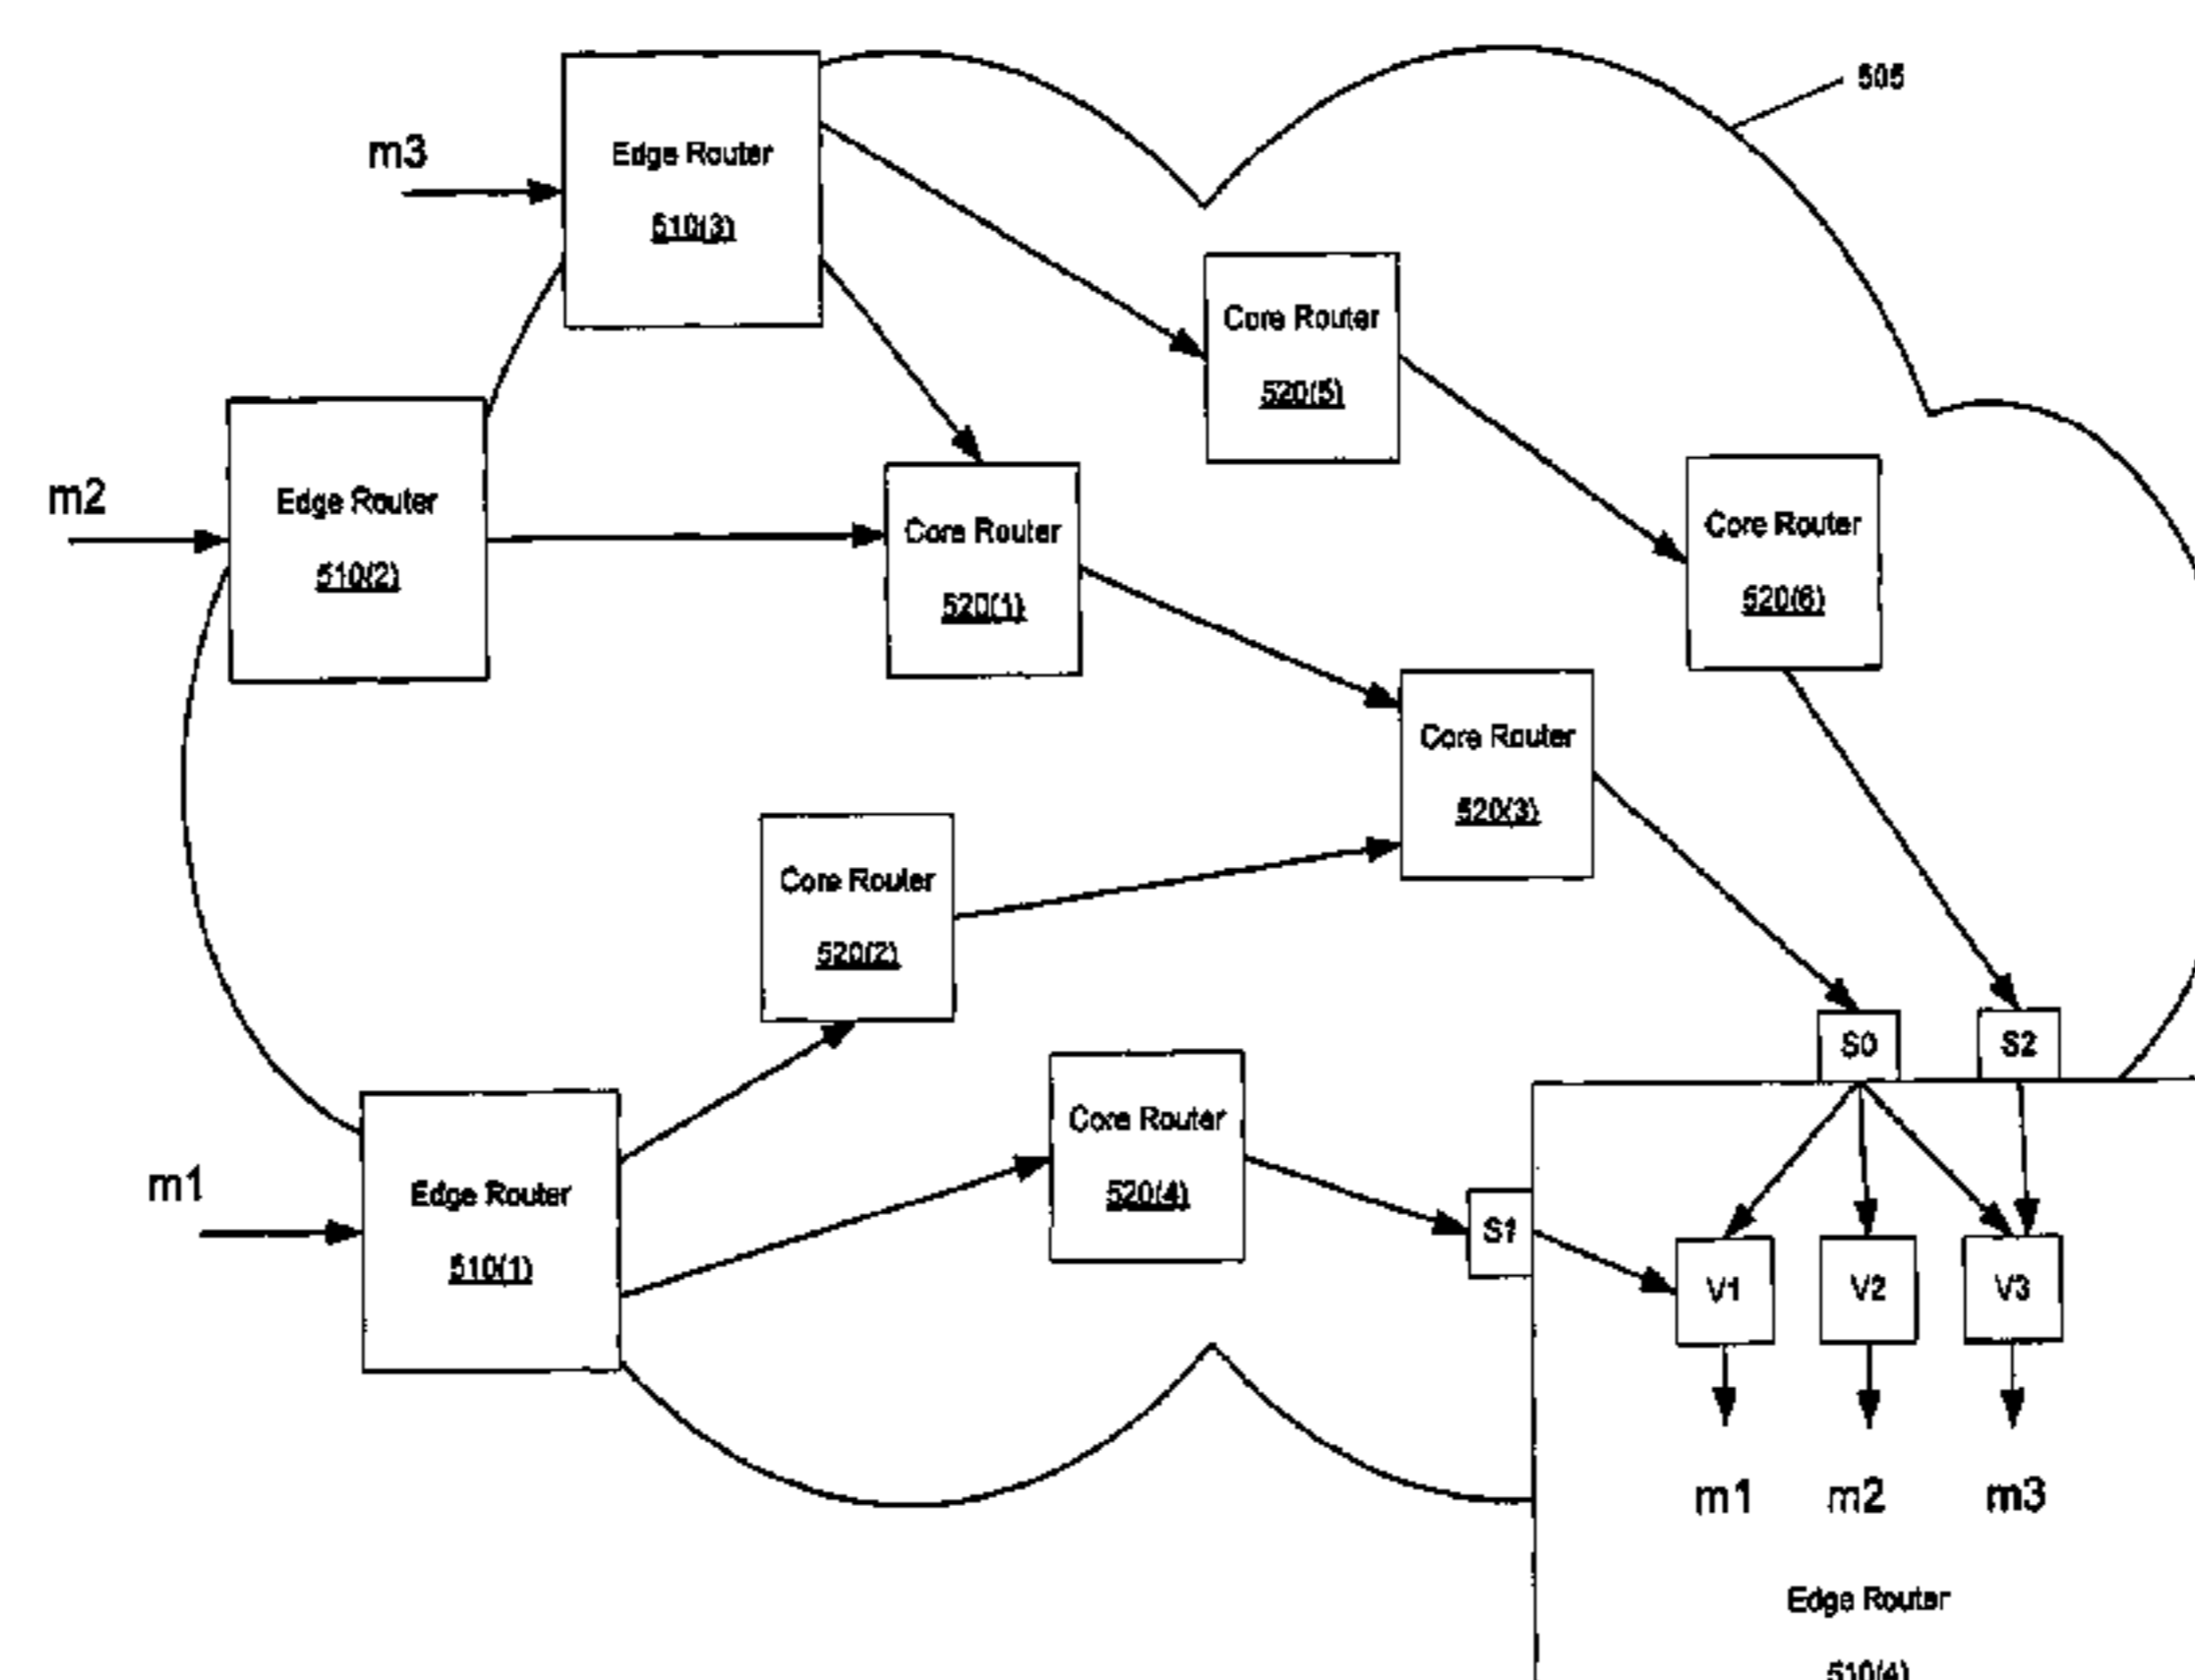 505
m3
Edge Router
510(3)
Core Router
520(5)
m2
Edge Router
510(2)
Core Router
520(1)
Core Router
520(6)
Core Router
520(3)
Core Router
520(2)
S0
S2
Core Router
520(4)
m1
Edge Router
510(1)
S1
V1
V2
V3
m1
m2
m3
Edge Router
510(4)